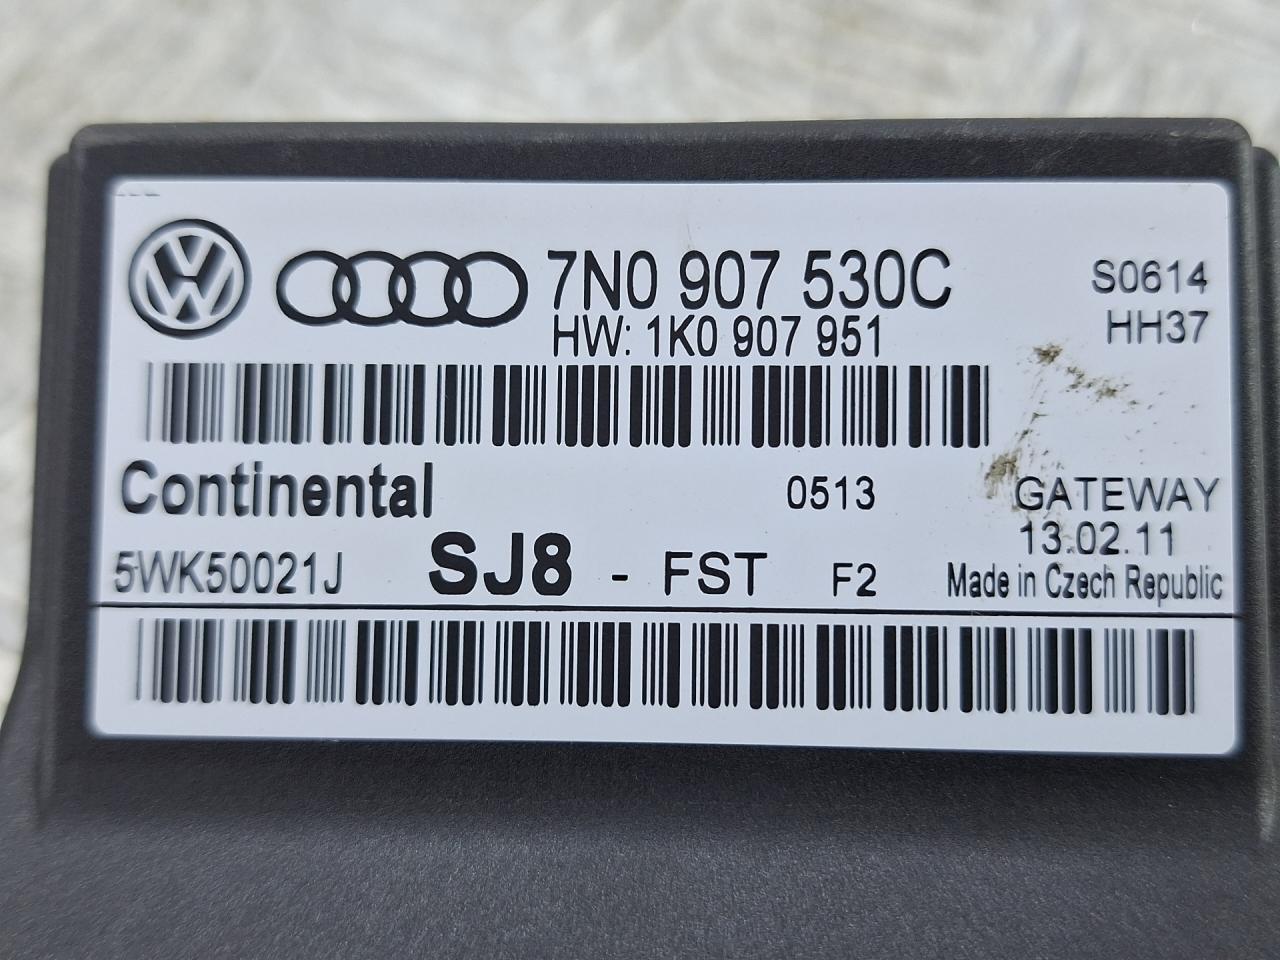 7N0 907 530C
S0614
HW: 1K0 907 951
HH37
Continental
0513
GATEWAY
13.02.11
5WK50021J
SJ8 - FST F2
Made in Czech Republic